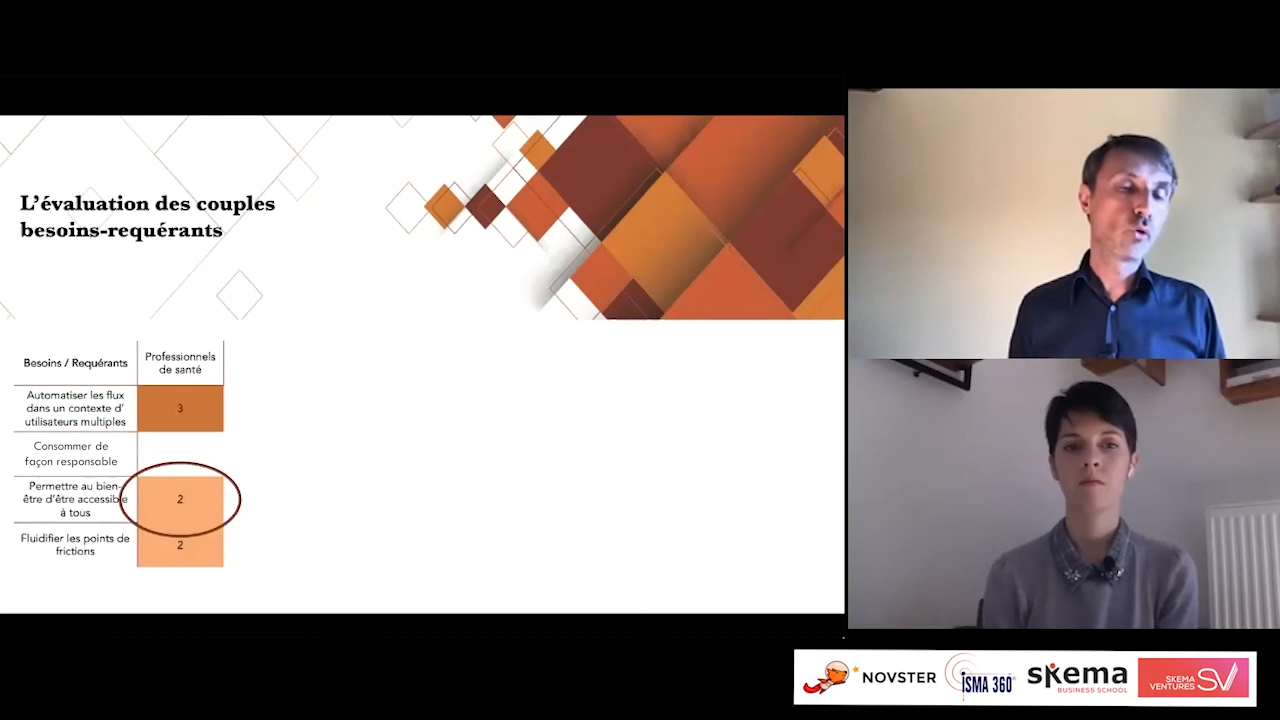 L’évaluation des couples
besoins-requérants
Besoins / Requérants
Professionnels
de santé
Automatiser les flux
dans un contexte d’
utilisateurs multiples
3
Consommer de
façon responsable
Permettre au bien-
être d’être accessible
à tous
2
Fluidifier les points de
frictions
2
NOVSTER
iSMA 360°
skema
BUSINESS SCHOOL
SKEMA
VENTURES
SV